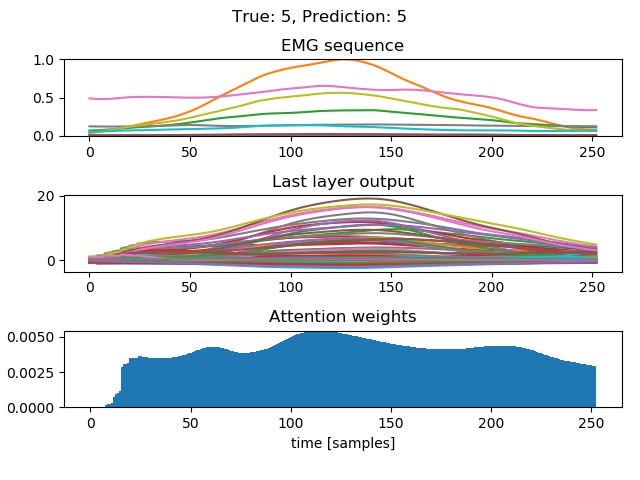 True: 5, Prediction: 5
EMG sequence
1.0
0.5
0.0
0 50 100 150 200 250
Last layer output
20
0
0 50 100 150 200 250
Attention weights
0.0050
0.0025
0.0000
0 50 100 150 200 250
time [samples]